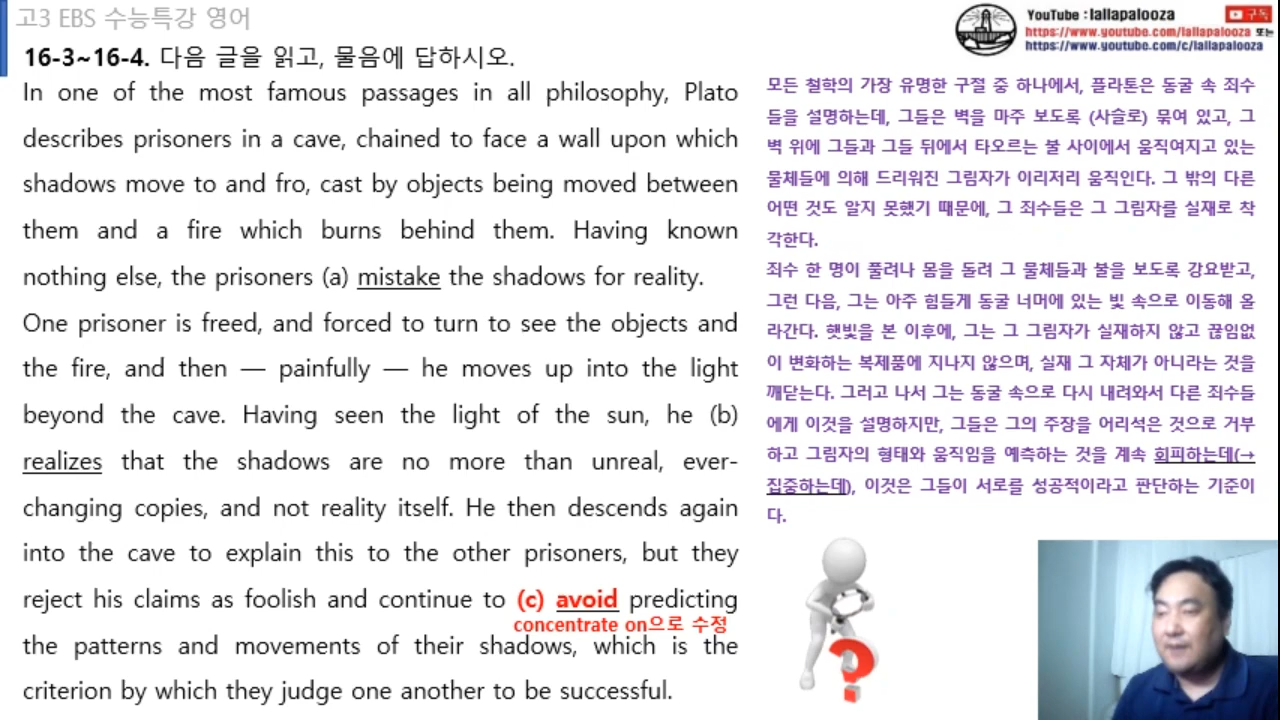 고3 EBS 수능특강 영어
YouTube : lallapalooza
구독
https://www.youtube.com/lallapalooza 또는
https://www.youtube.com/c/lallapalooza
16-3~16-4. 다음 글을 읽고, 물음에 답하시오.
In one of the most famous passages in all philosophy, Plato
describes prisoners in a cave, chained to face a wall upon which
shadows move to and fro, cast by objects being moved between
them and a fire which burns behind them. Having known
nothing else, the prisoners (a) mistake the shadows for reality.
One prisoner is freed, and forced to turn to see the objects and
the fire, and then — painfully — he moves up into the light
beyond the cave. Having seen the light of the sun, he (b)
realizes that the shadows are no more than unreal, ever-
changing copies, and not reality itself. He then descends again
into the cave to explain this to the other prisoners, but they
reject his claims as foolish and continue to (c) avoid predicting
concentrate on으로 수정
the patterns and movements of their shadows, which is the
criterion by which they judge one another to be successful.
모든 철학의 가장 유명한 구절 중 하나에서, 플라톤은 동굴 속 죄수
들을 설명하는데, 그들은 벽을 마주 보도록 (사슬로) 묶여 있고, 그
벽 위에 그들과 그들 뒤에서 타오르는 불 사이에서 움직여지고 있는
물체들에 의해 드리워진 그림자가 이리저리 움직인다. 그 밖의 다른
어떤 것도 알지 못했기 때문에, 그 죄수들은 그 그림자를 실재로 착
각한다.
죄수 한 명이 풀려나 몸을 돌려 그 물체들과 불을 보도록 강요받고,
그런 다음, 그는 아주 힘들게 동굴 너머에 있는 빛 속으로 이동해 올
라간다. 햇빛을 본 이후에, 그는 그 그림자가 실재하지 않고 끊임없
이 변화하는 복제품에 지나지 않으며, 실재 그 자체가 아니라는 것을
깨닫는다. 그러고 나서 그는 동굴 속으로 다시 내려와서 다른 죄수들
에게 이것을 설명하지만, 그들은 그의 주장을 어리석은 것으로 거부
하고 그림자의 형태와 움직임을 예측하는 것을 계속 회피하는데(→
집중하는데), 이것은 그들이 서로를 성공적이라고 판단하는 기준이
다.